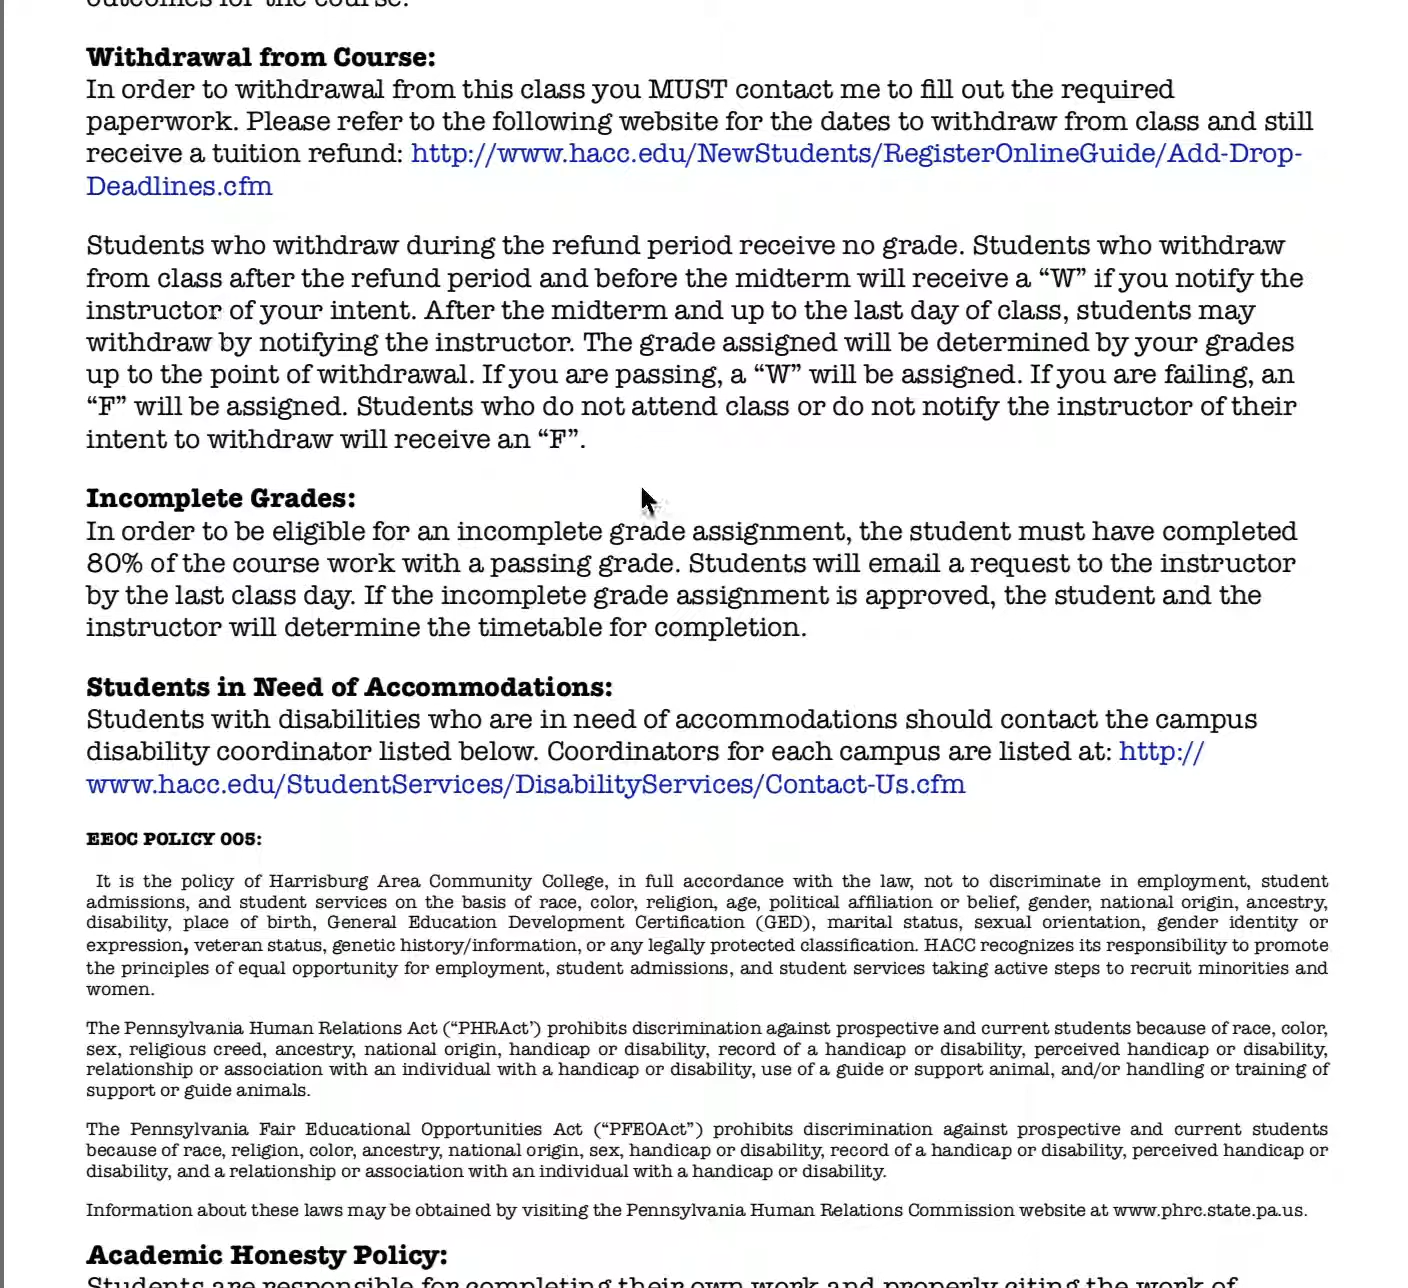 outcomes for the course.
Withdrawal from Course:
In order to withdrawal from this class you MUST contact me to fill out the required
paperwork. Please refer to the following website for the dates to withdraw from class and still
receive a tuition refund: http://www.hacc.edu/NewStudents/RegisterOnlineGuide/Add-Drop-
Deadlines.cfm
Students who withdraw during the refund period receive no grade. Students who withdraw
from class after the refund period and before the midterm will receive a “W” if you notify the
instructor of your intent. After the midterm and up to the last day of class, students may
withdraw by notifying the instructor. The grade assigned will be determined by your grades
up to the point of withdrawal. If you are passing, a “W” will be assigned. If you are failing, an
“F” will be assigned. Students who do not attend class or do not notify the instructor of their
intent to withdraw will receive an “F”.
Incomplete Grades:
In order to be eligible for an incomplete grade assignment, the student must have completed
80% of the course work with a passing grade. Students will email a request to the instructor
by the last class day. If the incomplete grade assignment is approved, the student and the
instructor will determine the timetable for completion.
Students in Need of Accommodations:
Students with disabilities who are in need of accommodations should contact the campus
disability coordinator listed below. Coordinators for each campus are listed at: http://
www.hacc.edu/StudentServices/DisabilityServices/Contact-Us.cfm
EEOC POLICY 005:
It is the policy of Harrisburg Area Community College, in full accordance with the law, not to discriminate in employment, student
admissions, and student services on the basis of race, color, religion, age, political affiliation or belief, gender, national origin, ancestry,
disability, place of birth, General Education Development Certification (GED), marital status, sexual orientation, gender identity or
expression, veteran status, genetic history/information, or any legally protected classification. HACC recognizes its responsibility to promote
the principles of equal opportunity for employment, student admissions, and student services taking active steps to recruit minorities and
women.
The Pennsylvania Human Relations Act (“PHRAct’) prohibits discrimination against prospective and current students because of race, color,
sex, religious creed, ancestry, national origin, handicap or disability, record of a handicap or disability, perceived handicap or disability,
relationship or association with an individual with a handicap or disability, use of a guide or support animal, and/or handling or training of
support or guide animals.
The Pennsylvania Fair Educational Opportunities Act (“PFEOAct”) prohibits discrimination against prospective and current students
because of race, religion, color, ancestry, national origin, sex, handicap or disability, record of a handicap or disability, perceived handicap or
disability, and a relationship or association with an individual with a handicap or disability.
Information about these laws may be obtained by visiting the Pennsylvania Human Relations Commission website at www.phrc.state.pa.us.
Academic Honesty Policy:
Students are responsible for completing their own work and properly citing the work of